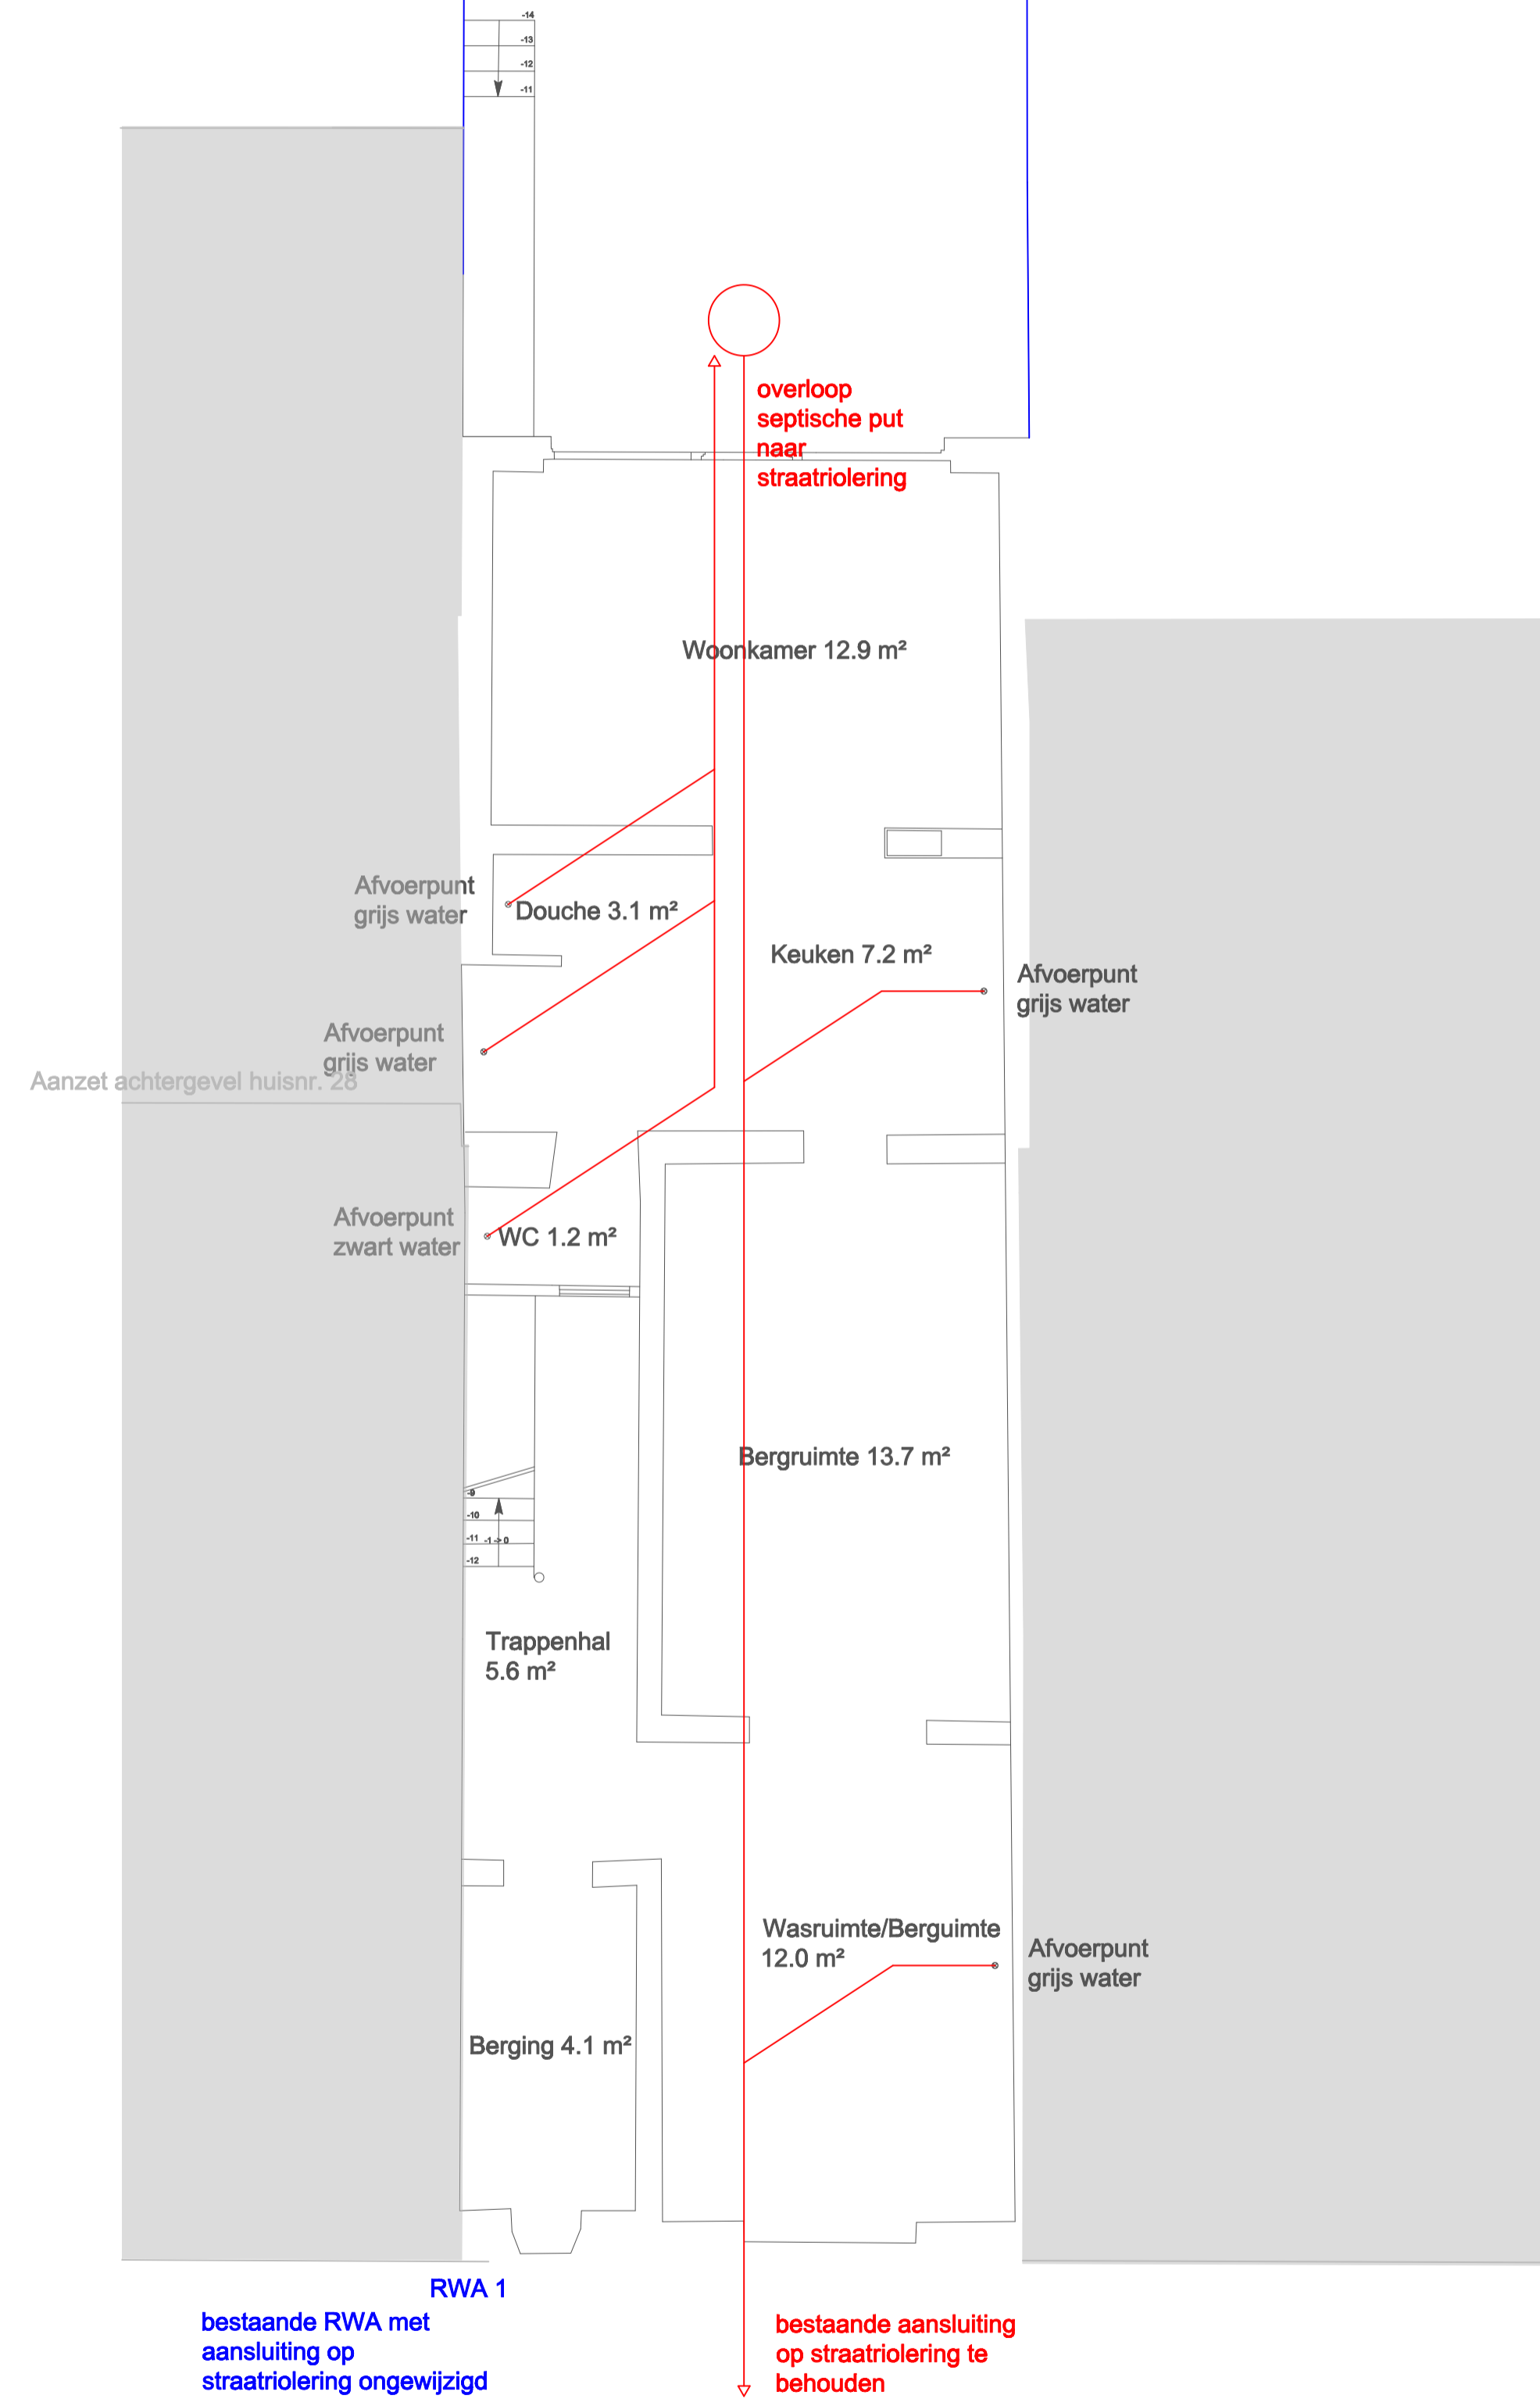 -14
-13
-12
-11
overloop
septische put
naar
straatriolering
Woonkamer 12.9 m²
Afvoerpunt
grijs water
Douche 3.1 m²
Keuken 7.2 m²
Afvoerpunt
grijs water
Afvoerpunt
grijs water
Aanzet achtergevel huisnr. 28
Afvoerpunt
zwart water
WC 1.2 m²
Bergruimte 13.7 m²
-9
-10
-11
-1 -> 0
-12
Trappenhal
5.6 m²
Wasruimte/Berguimte
12.0 m²
Afvoerpunt
grijs water
Berging 4.1 m²
RWA 1
bestaande RWA met
aansluiting op
straatriolering ongewijzigd
bestaande aansluiting
op straatriolering te
behouden